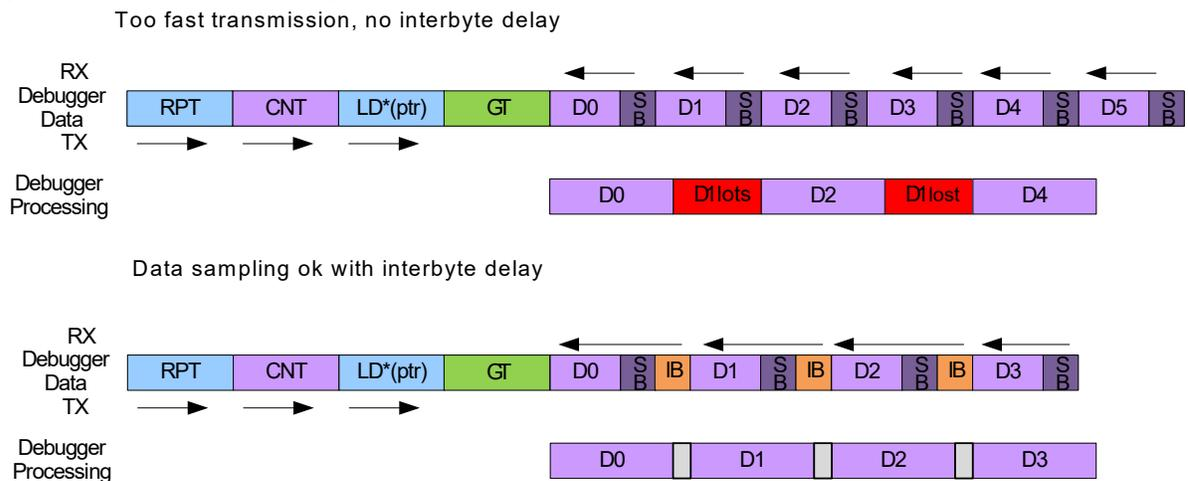 Too fast transmission, no interbyte delay
RX
Debugger
Data
TX
RPT CNT LD*(ptr) GT D0 SB D1 SB D2 SB D3 SB D4 SB D5 SB
Debugger
Processing
D0 D1lots D2 D1lost D4
Data sampling ok with interbyte delay
RX
Debugger
Data
TX
RPT CNT LD*(ptr) GT D0 SB IB D1 SB IB D2 SB IB D3 SB
Debugger
Processing
D0 D1 D2 D3